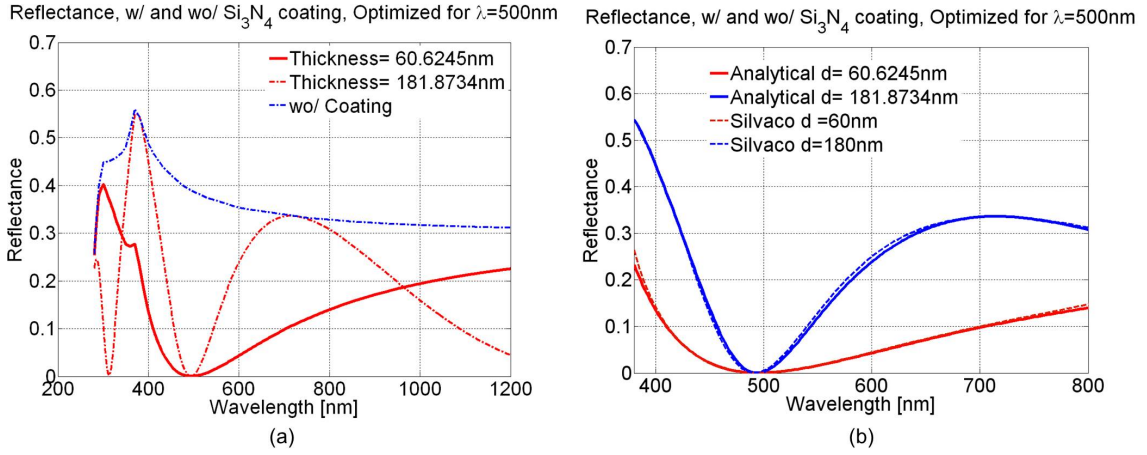 Reflectance, w/ and wo/ Si3N4 coating, Optimized for λ=500nm
0.7
0.6
0.5
0.4
0.3
0.2
0.1
0
Reflectance
Thickness= 60.6245nm
Thickness= 181.8734nm
wo/ Coating
200 400 600 800 1000 1200
Wavelength [nm]
(a)
Reflectance, w/ and wo/ Si3N4 coating, Optimized for λ=500nm
0.7
0.6
0.5
0.4
0.3
0.2
0.1
0
Reflectance
Analytical d= 60.6245nm
Analytical d= 181.8734nm
Silvaco d =60nm
Silvaco d=180nm
400 500 600 700 800
Wavelength [nm]
(b)